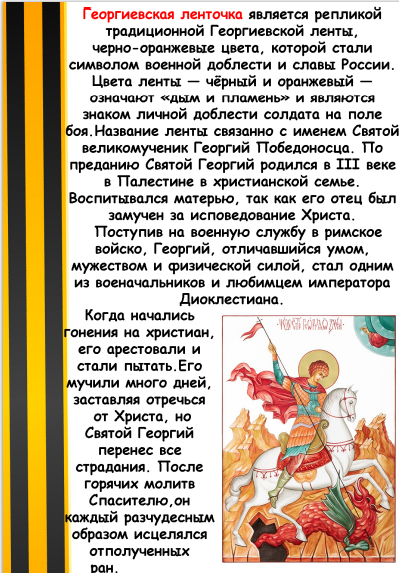 Георгиевская ленточка является репликой
традиционной Георгиевской ленты,
черно-оранжевые цвета, которой стали
символом военной доблести и славы России.
Цвета ленты — чёрный и оранжевый —
означают «дым и пламень» и являются
знаком личной доблести солдата на поле
боя.Название ленты связанно с именем Святой
великомученик Георгий Победоносца. По
преданию Святой Георгий родился в III веке
в Палестине в христианской семье.
Воспитывался матерью, так как его отец был
замучен за исповедование Христа.
Поступив на военную службу в римское
войско, Георгий, отличавшийся умом,
мужеством и физической силой, стал одним
из военачальников и любимцем императора
Диоклестиана.
Когда начались
гонения на христиан,
его арестовали и
стали пытать.Его
мучили много дней,
заставляя отречься
от Христа, но
Святой Георгий
перенес все
страдания. После
горячих молитв
Спасителю,он
каждый разчудесным
образом исцелялся
отполученных
ран.